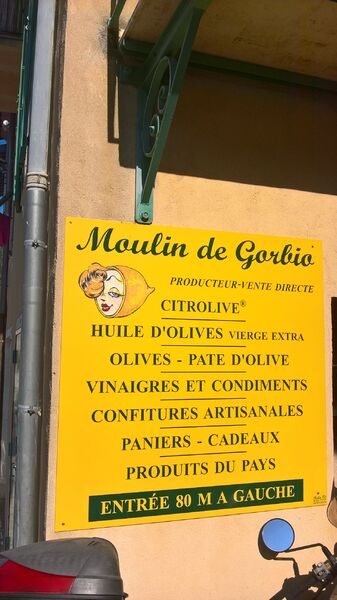 Moulin de Gorbio
PRODUCTEUR-VENTE DIRECTE
CITROLIVE®
HUILE D'OLIVES VIERGE EXTRA
OLIVES - PATE D'OLIVE
VINAIGRES ET CONDIMENTS
CONFITURES ARTISANALES
PANIERS - CADEAUX
PRODUITS DU PAYS
ENTRÉE 80 M A GAUCHE